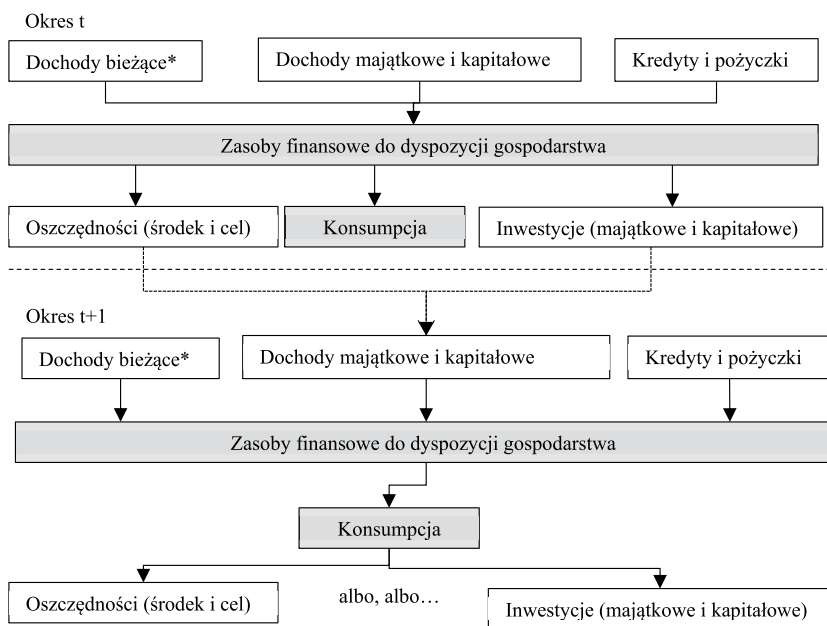 Okres t
Dochody bieżące*
Dochody majątkowe i kapitałowe
Kredyty i pożyczki
Zasoby finansowe do dyspozycji gospodarstwa
Oszczędności (środek i cel)
Konsumpcja
Inwestycje (majątkowe i kapitałowe)
Okres t+1
Dochody bieżące*
Dochody majątkowe i kapitałowe
Kredyty i pożyczki
Zasoby finansowe do dyspozycji gospodarstwa
Konsumpcja
Oszczędności (środek i cel)
albo, albo…
Inwestycje (majątkowe i kapitałowe)